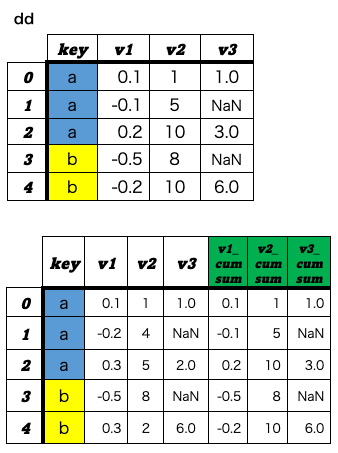 dd
key v1 v2 v3
0 a 0.1 1 1.0
1 a -0.1 5 NaN
2 a 0.2 10 3.0
3 b -0.5 8 NaN
4 b -0.2 10 6.0
v1_ v2_ v3_
key v1 v2 v3 cum cum cum
sum sum sum
0 a 0.1 1 1.0 0.1 1 1.0
1 a -0.2 4 NaN -0.1 5 NaN
2 a 0.3 5 2.0 0.2 10 3.0
3 b -0.5 8 NaN -0.5 8 NaN
4 b 0.3 2 6.0 -0.2 10 6.0